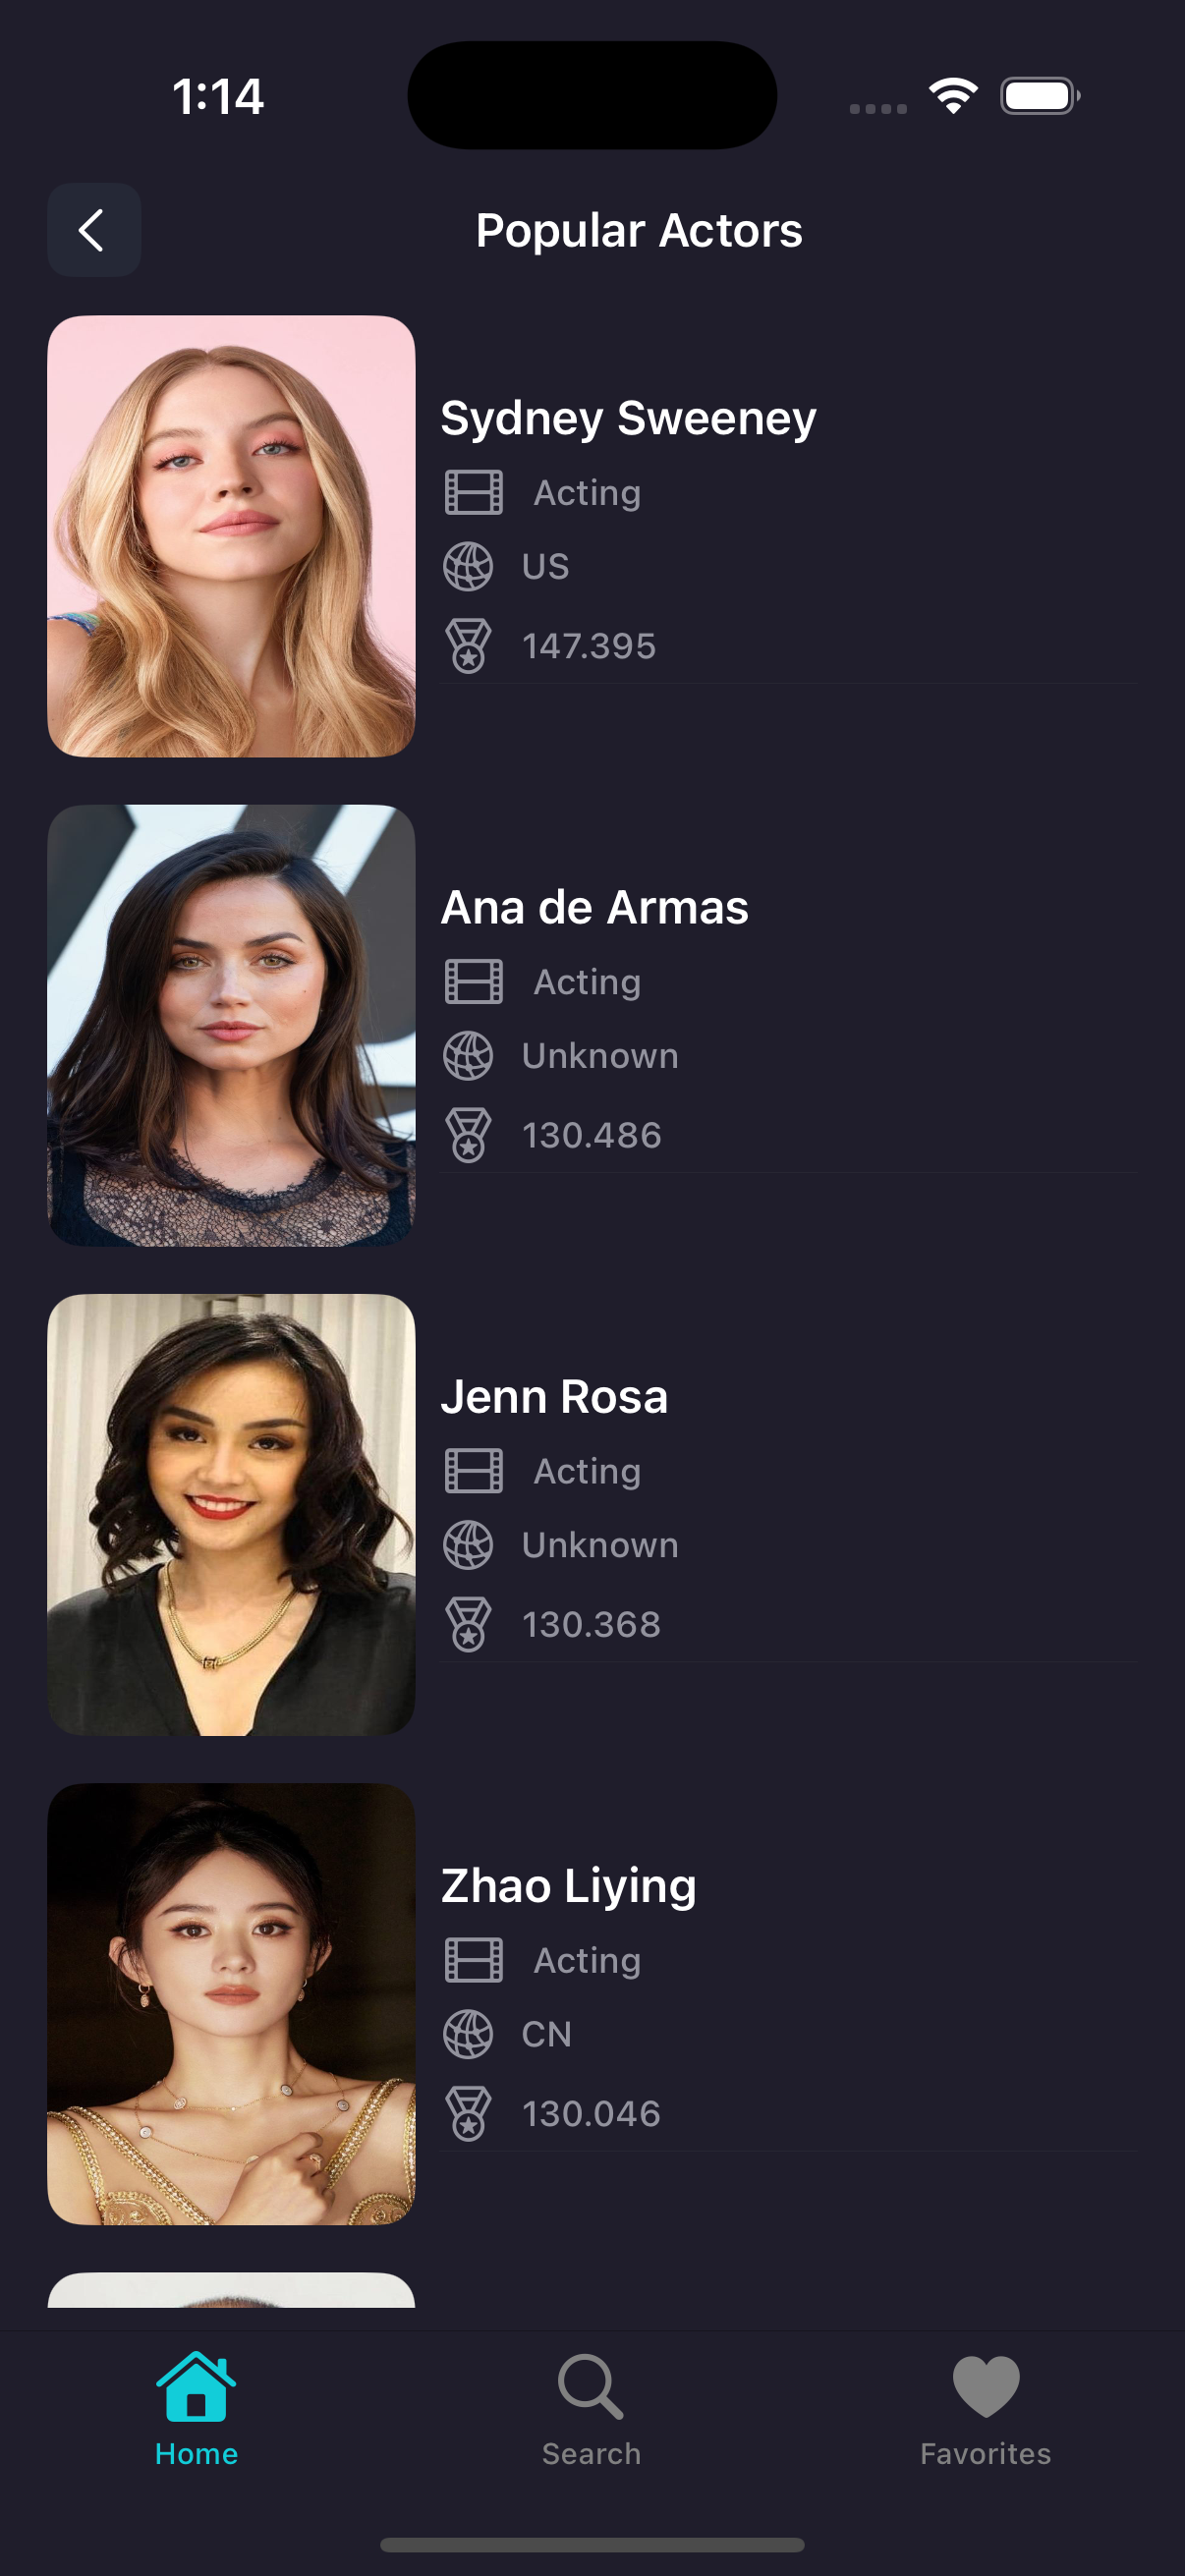 1:14
Popular Actors
Sydney Sweeney
Acting
US
147.395
Ana de Armas
Acting
Unknown
130.486
Jenn Rosa
Acting
Unknown
130.368
Zhao Liying
Acting
CN
130.046
Home
Search
Favorites